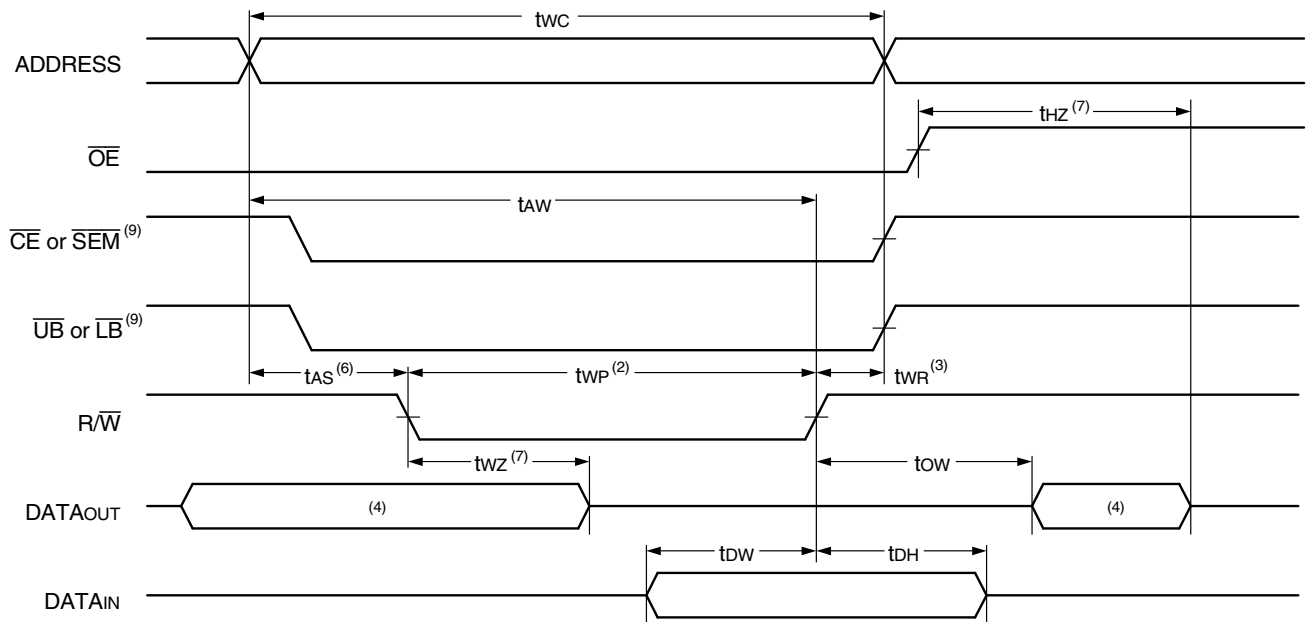 tWC
ADDRESS
tHZ (7)
OE
tAW
CE or SEM (9)
UB or LB (9)
tAS (6)
tWP (2)
tWR (3)
R/W
tWZ (7)
tOW
DATAOUT
(4)
(4)
tDW
tDH
DATAIN